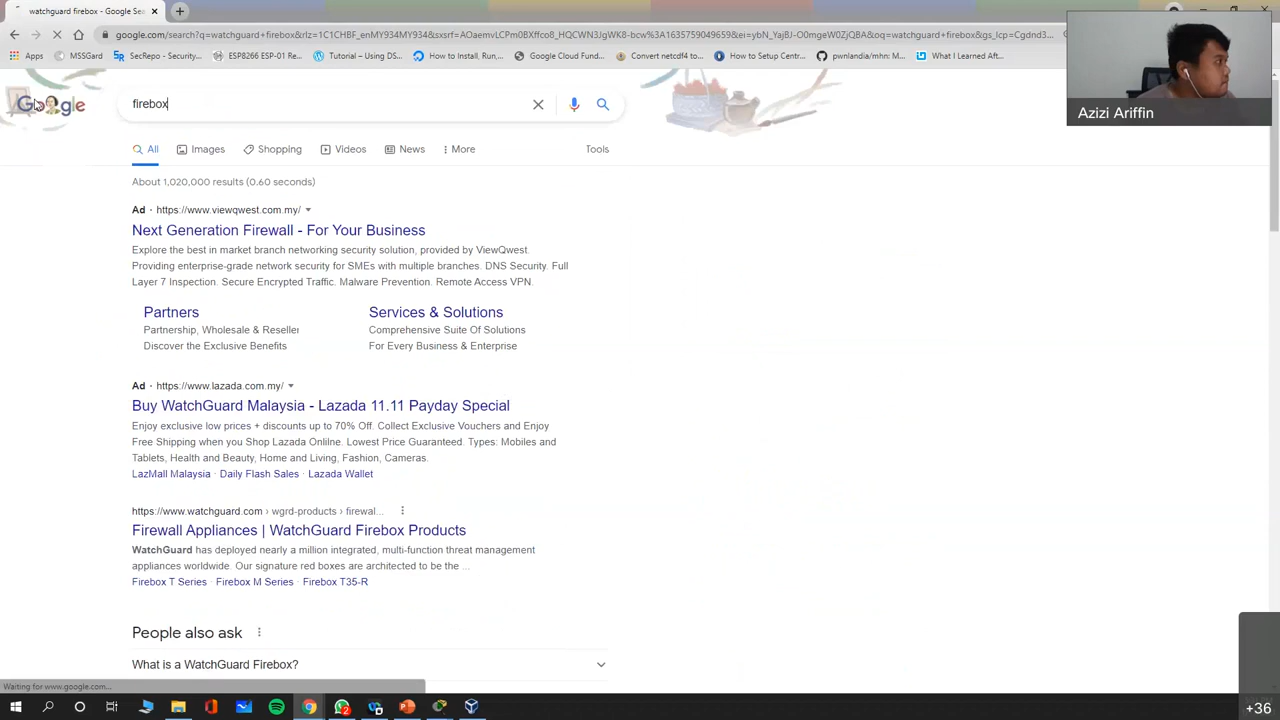 watchguard firebox - Google Sea
google.com/search?q=watchguard+firebox&rlz=1C1CHBF_enMY934MY934&sxsrf=AOaemvLCPm0BXffco8_HQCWN3JgWK8-bcw%3A1635759049659&ei=ybN_YajBJ-O0mgeW0ZjQBA&oq=watchguard+firebox&gs_lcp=Cgdnd3...
Apps
MSSGard
SecRepo - Security...
ESP8266 ESP-01 Re...
Tutorial – Using DS...
How to Install, Run,...
Google Cloud Fund...
Convert netcdf4 to...
pwnlandia/mhn: M...
How to Setup Centr...
What I Learned Afte...
Azizi Ariffin
Google
firebox
All
Images
Shopping
Videos
News
More
Tools
About 1,020,000 results (0.60 seconds)
Ad · https://www.viewqwest.com.my/
Next Generation Firewall - For Your Business
Explore the best in market branch networking security solution, provided by ViewQwest.
Providing enterprise-grade network security for SMEs with multiple branches. DNS Security. Full
Layer 7 Inspection. Secure Encrypted Traffic. Malware Prevention. Remote Access VPN.
Partners
Partnership, Wholesale & Reseller
Discover the Exclusive Benefits
Services & Solutions
Comprehensive Suite Of Solutions
For Every Business & Enterprise
Ad · https://www.lazada.com.my/
Buy WatchGuard Malaysia - Lazada 11.11 Payday Special
Enjoy exclusive low prices + discounts up to 70% Off. Collect Exclusive Vouchers and Enjoy
Free Shipping when you Shop Lazada Onlilne. Lowest Price Guaranteed. Types: Mobiles and
Tablets, Health and Beauty, Home and Living, Fashion, Cameras.
LazMall Malaysia · Daily Flash Sales · Lazada Wallet
https://www.watchguard.com › wgrd-products › firewal...
Firewall Appliances | WatchGuard Firebox Products
WatchGuard has deployed nearly a million integrated, multi-function threat management
appliances worldwide. Our signature red boxes are architected to be the ...
Firebox T Series · Firebox M Series · Firebox T35-R
People also ask
What is a WatchGuard Firebox?
Waiting for www.google.com...
2
+36